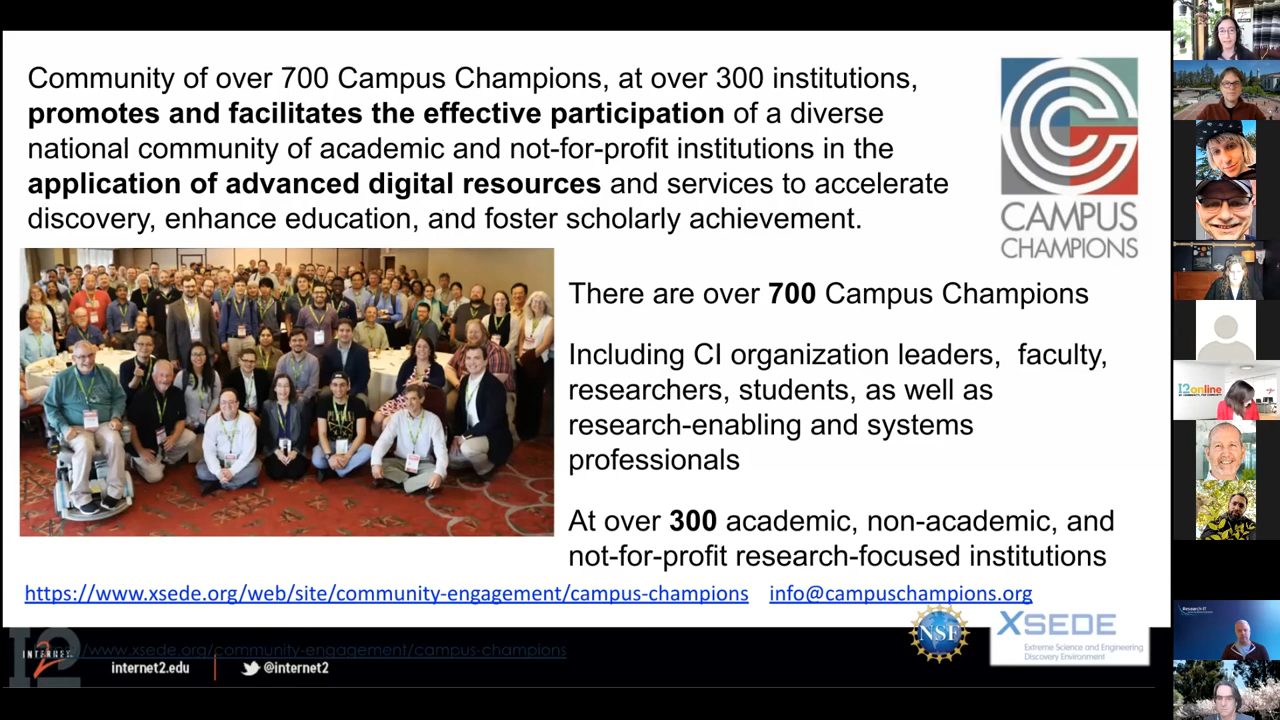 Community of over 700 Campus Champions, at over 300 institutions,
promotes and facilitates the effective participation of a diverse
national community of academic and not-for-profit institutions in the
application of advanced digital resources and services to accelerate
discovery, enhance education, and foster scholarly achievement.
CAMPUS
CHAMPIONS
There are over 700 Campus Champions
Including CI organization leaders, faculty,
researchers, students, as well as
research-enabling and systems
professionals
At over 300 academic, non-academic, and
not-for-profit research-focused institutions
https://www.xsede.org/web/site/community-engagement/campus-champions info@campuschampions.org
NSF
XSEDE
Extreme Science and Engineering
Discovery Environment
/www.xsede.org/community-engagement/campus-champions
INTERNET2
internet2.edu
@internet2
I2online
Research IT